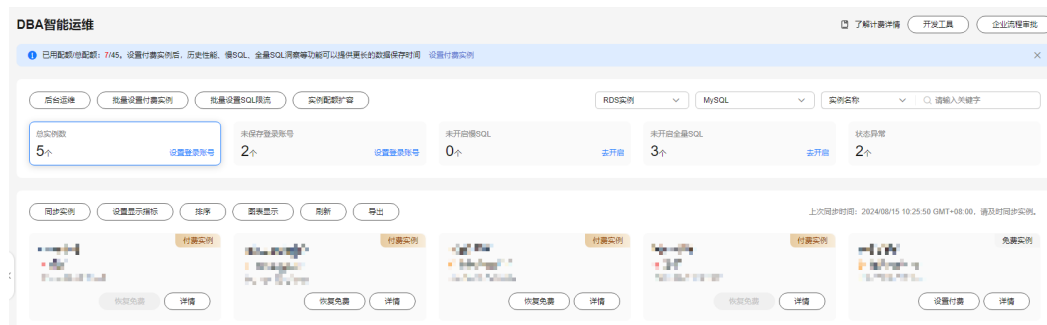 DBA智能运维
了解计费详情 开发工具 企业流程审批
已用配额/总配额：7/45。设置付费实例后，历史性能、慢SQL、全量SQL洞察等功能可以提供更长的数据保存时间 设置付费实例
后台运维 批量设置付费实例 批量设置SQL限流 实例配额扩容 RDS实例 MySQL 实例名称 请输入关键字
总实例数 未保存登录账号 未开启慢SQL 未开启全量SQL 状态异常
5个 设置登录账号 2个 设置登录账号 0个 去开启 3个 去开启 2个
同步实例 设置显示指标 排序 图表显示 刷新 导出 上次同步时间：2024/08/15 10:25:50 GMT+08:00，请及时同步实例。
付费实例 付费实例 付费实例 付费实例 免费实例
恢复免费 详情 恢复免费 详情 恢复免费 详情 恢复免费 详情 设置付费 详情